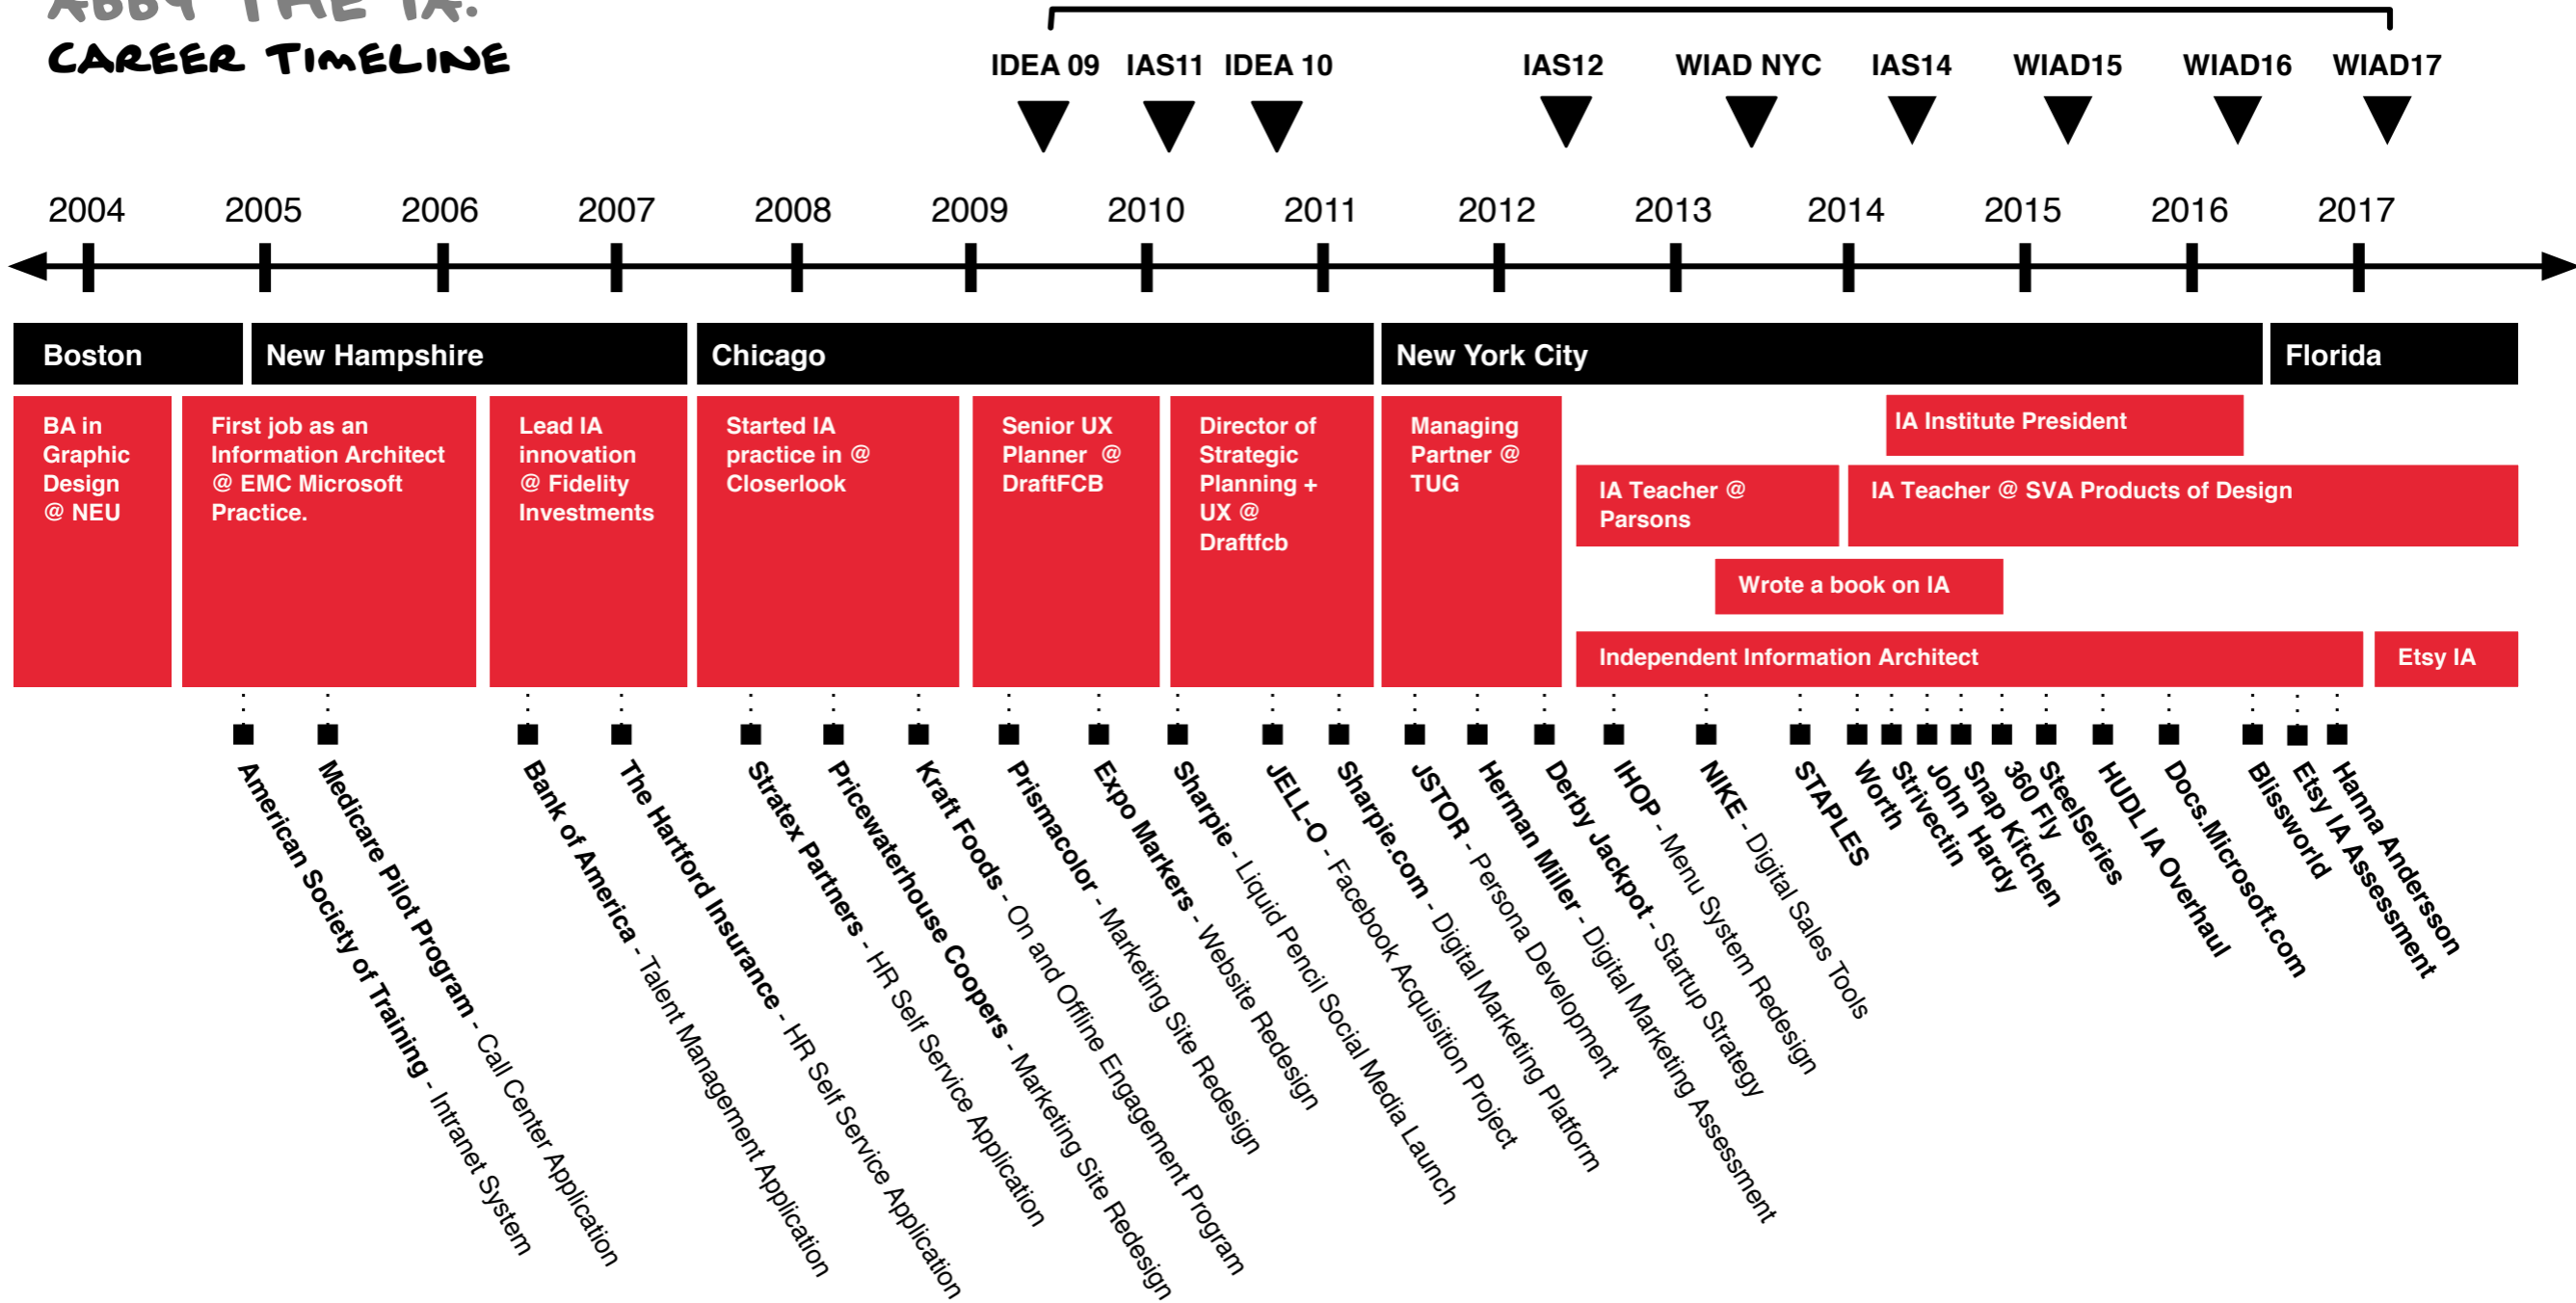 ABBY THE IA:
CAREER TIMELINE
IDEA 09 IAS11 IDEA 10 IAS12 WIAD NYC IAS14 WIAD15 WIAD16 WIAD17
2004 2005 2006 2007 2008 2009 2010 2011 2012 2013 2014 2015 2016 2017
Boston New Hampshire Chicago New York City Florida
BA in
Graphic
Design
@ NEU
First job as an
Information Architect
@ EMC Microsoft
Practice.
Lead IA
innovation
@ Fidelity
Investments
Started IA
practice in @
Closerlook
Senior UX
Planner @
DraftFCB
Director of
Strategic
Planning +
UX @
Draftfcb
Managing
Partner @
TUG
IA Institute President
IA Teacher @
Parsons
IA Teacher @ SVA Products of Design
Wrote a book on IA
Independent Information Architect
Etsy IA
American Society of Training - Intranet System
Medicare Pilot Program - Call Center Application
Bank of America - Talent Management Application
The Hartford Insurance - HR Self Service Application
Stratex Partners - HR Self Service Application
Pricewaterhouse Coopers - Marketing Site Redesign
Kraft Foods - On and Offline Engagement Program
Prismacolor - Marketing Site Redesign
Expo Markers - Website Redesign
Sharpie - Liquid Pencil Social Media Launch
JELL-O - Facebook Acquisition Project
Sharpie.com - Digital Marketing Platform
JSTOR - Persona Development
Herman Miller - Digital Marketing Assessment
Derby Jackpot - Startup Strategy
IHOP - Menu System Redesign
NIKE - Digital Sales Tools
STAPLES
Worth
Strivectin
John Hardy
Snap Kitchen
360 Fly
SteelSeries
HUDL IA Overhaul
Docs.Microsoft.com
Blissworld
Etsy IA Assessment
Hanna Andersson